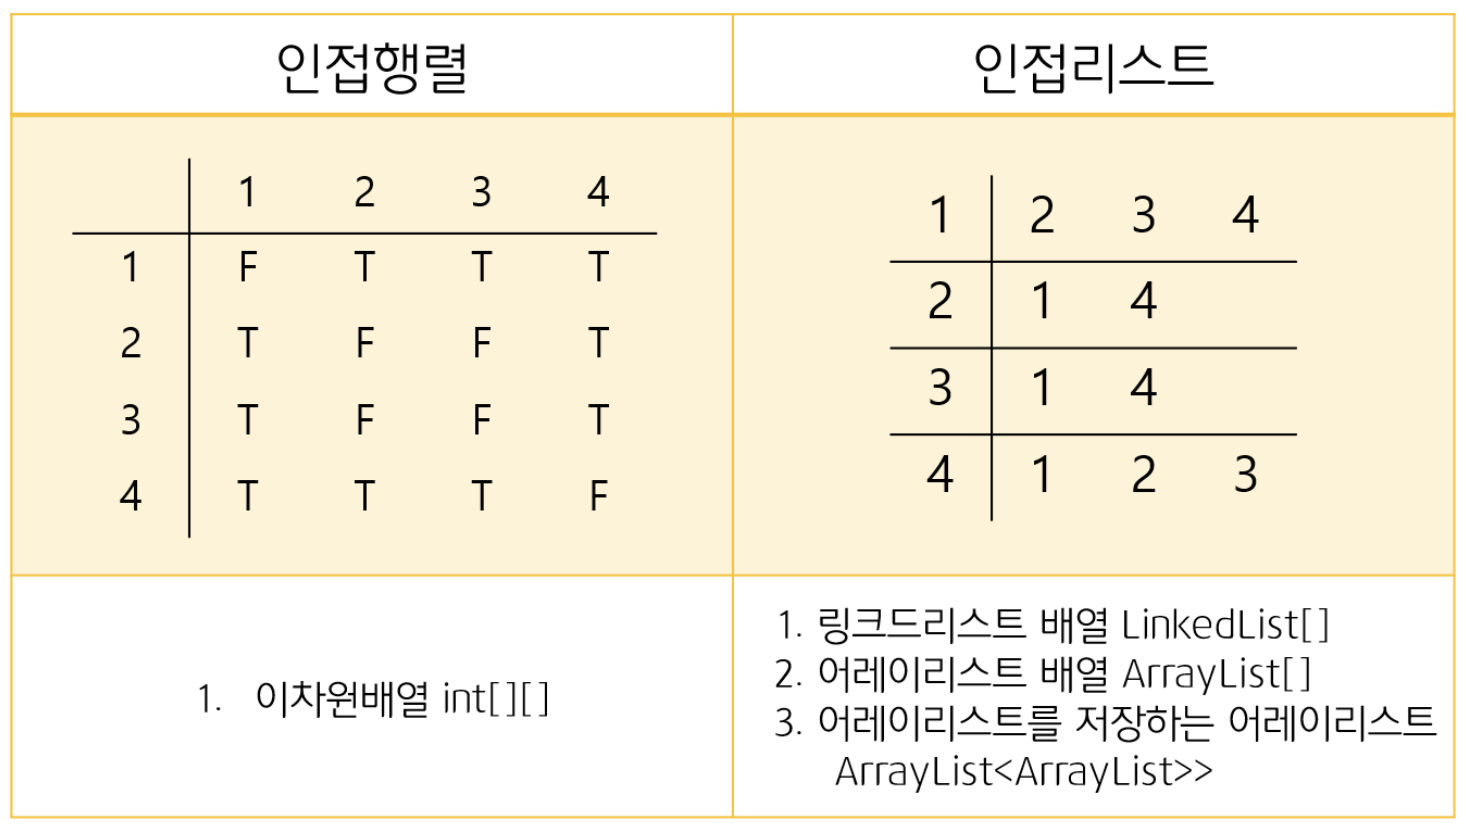 인접행렬
인접리스트
1 2 3 4
1 F T T T
2 T F F T
3 T F F T
4 T T T F
1 2 3 4
2 1 4
3 1 4
4 1 2 3
1. 이차원배열 int[][]
1. 링크드리스트 배열 LinkedList[]
2. 어레이리스트 배열 ArrayList[]
3. 어레이리스트를 저장하는 어레이리스트
ArrayList<ArrayList>>